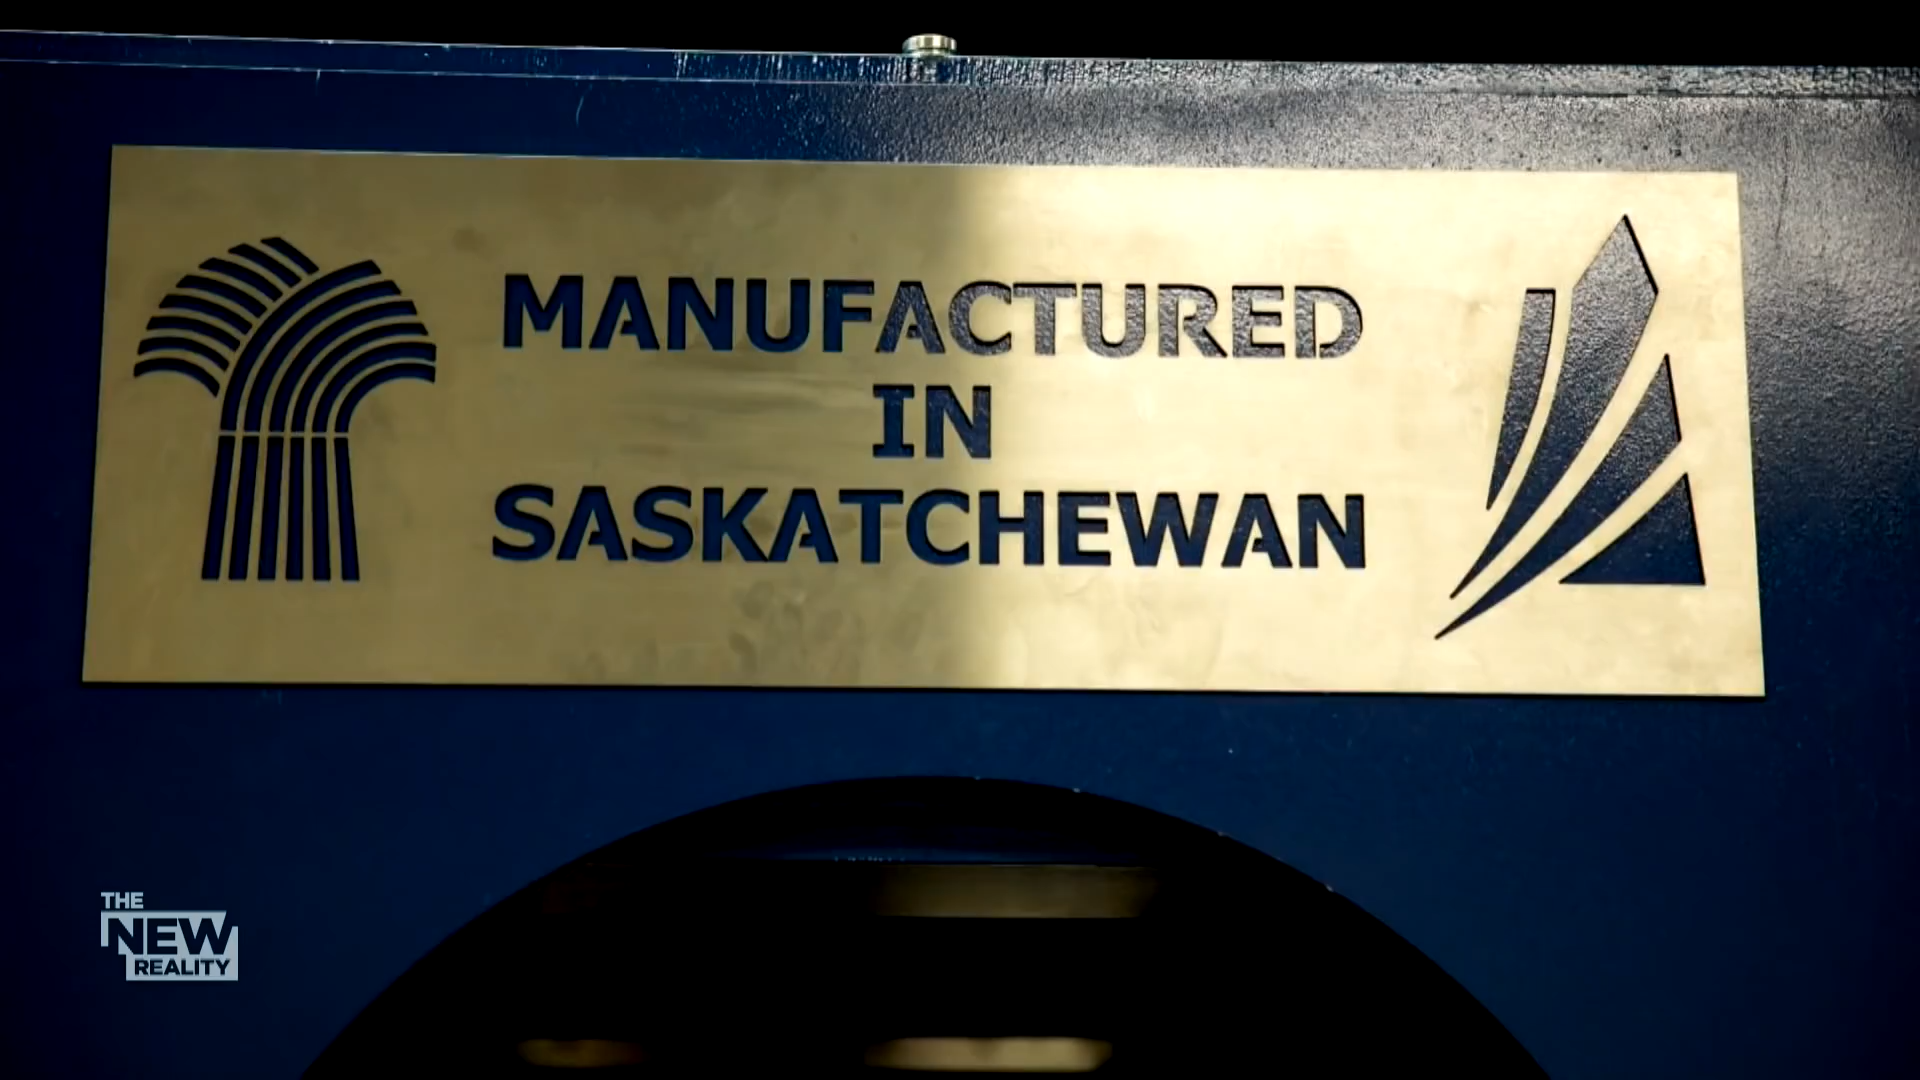 MANUFACTURED
IN
SASKATCHEWAN
THE
NEW
REALITY